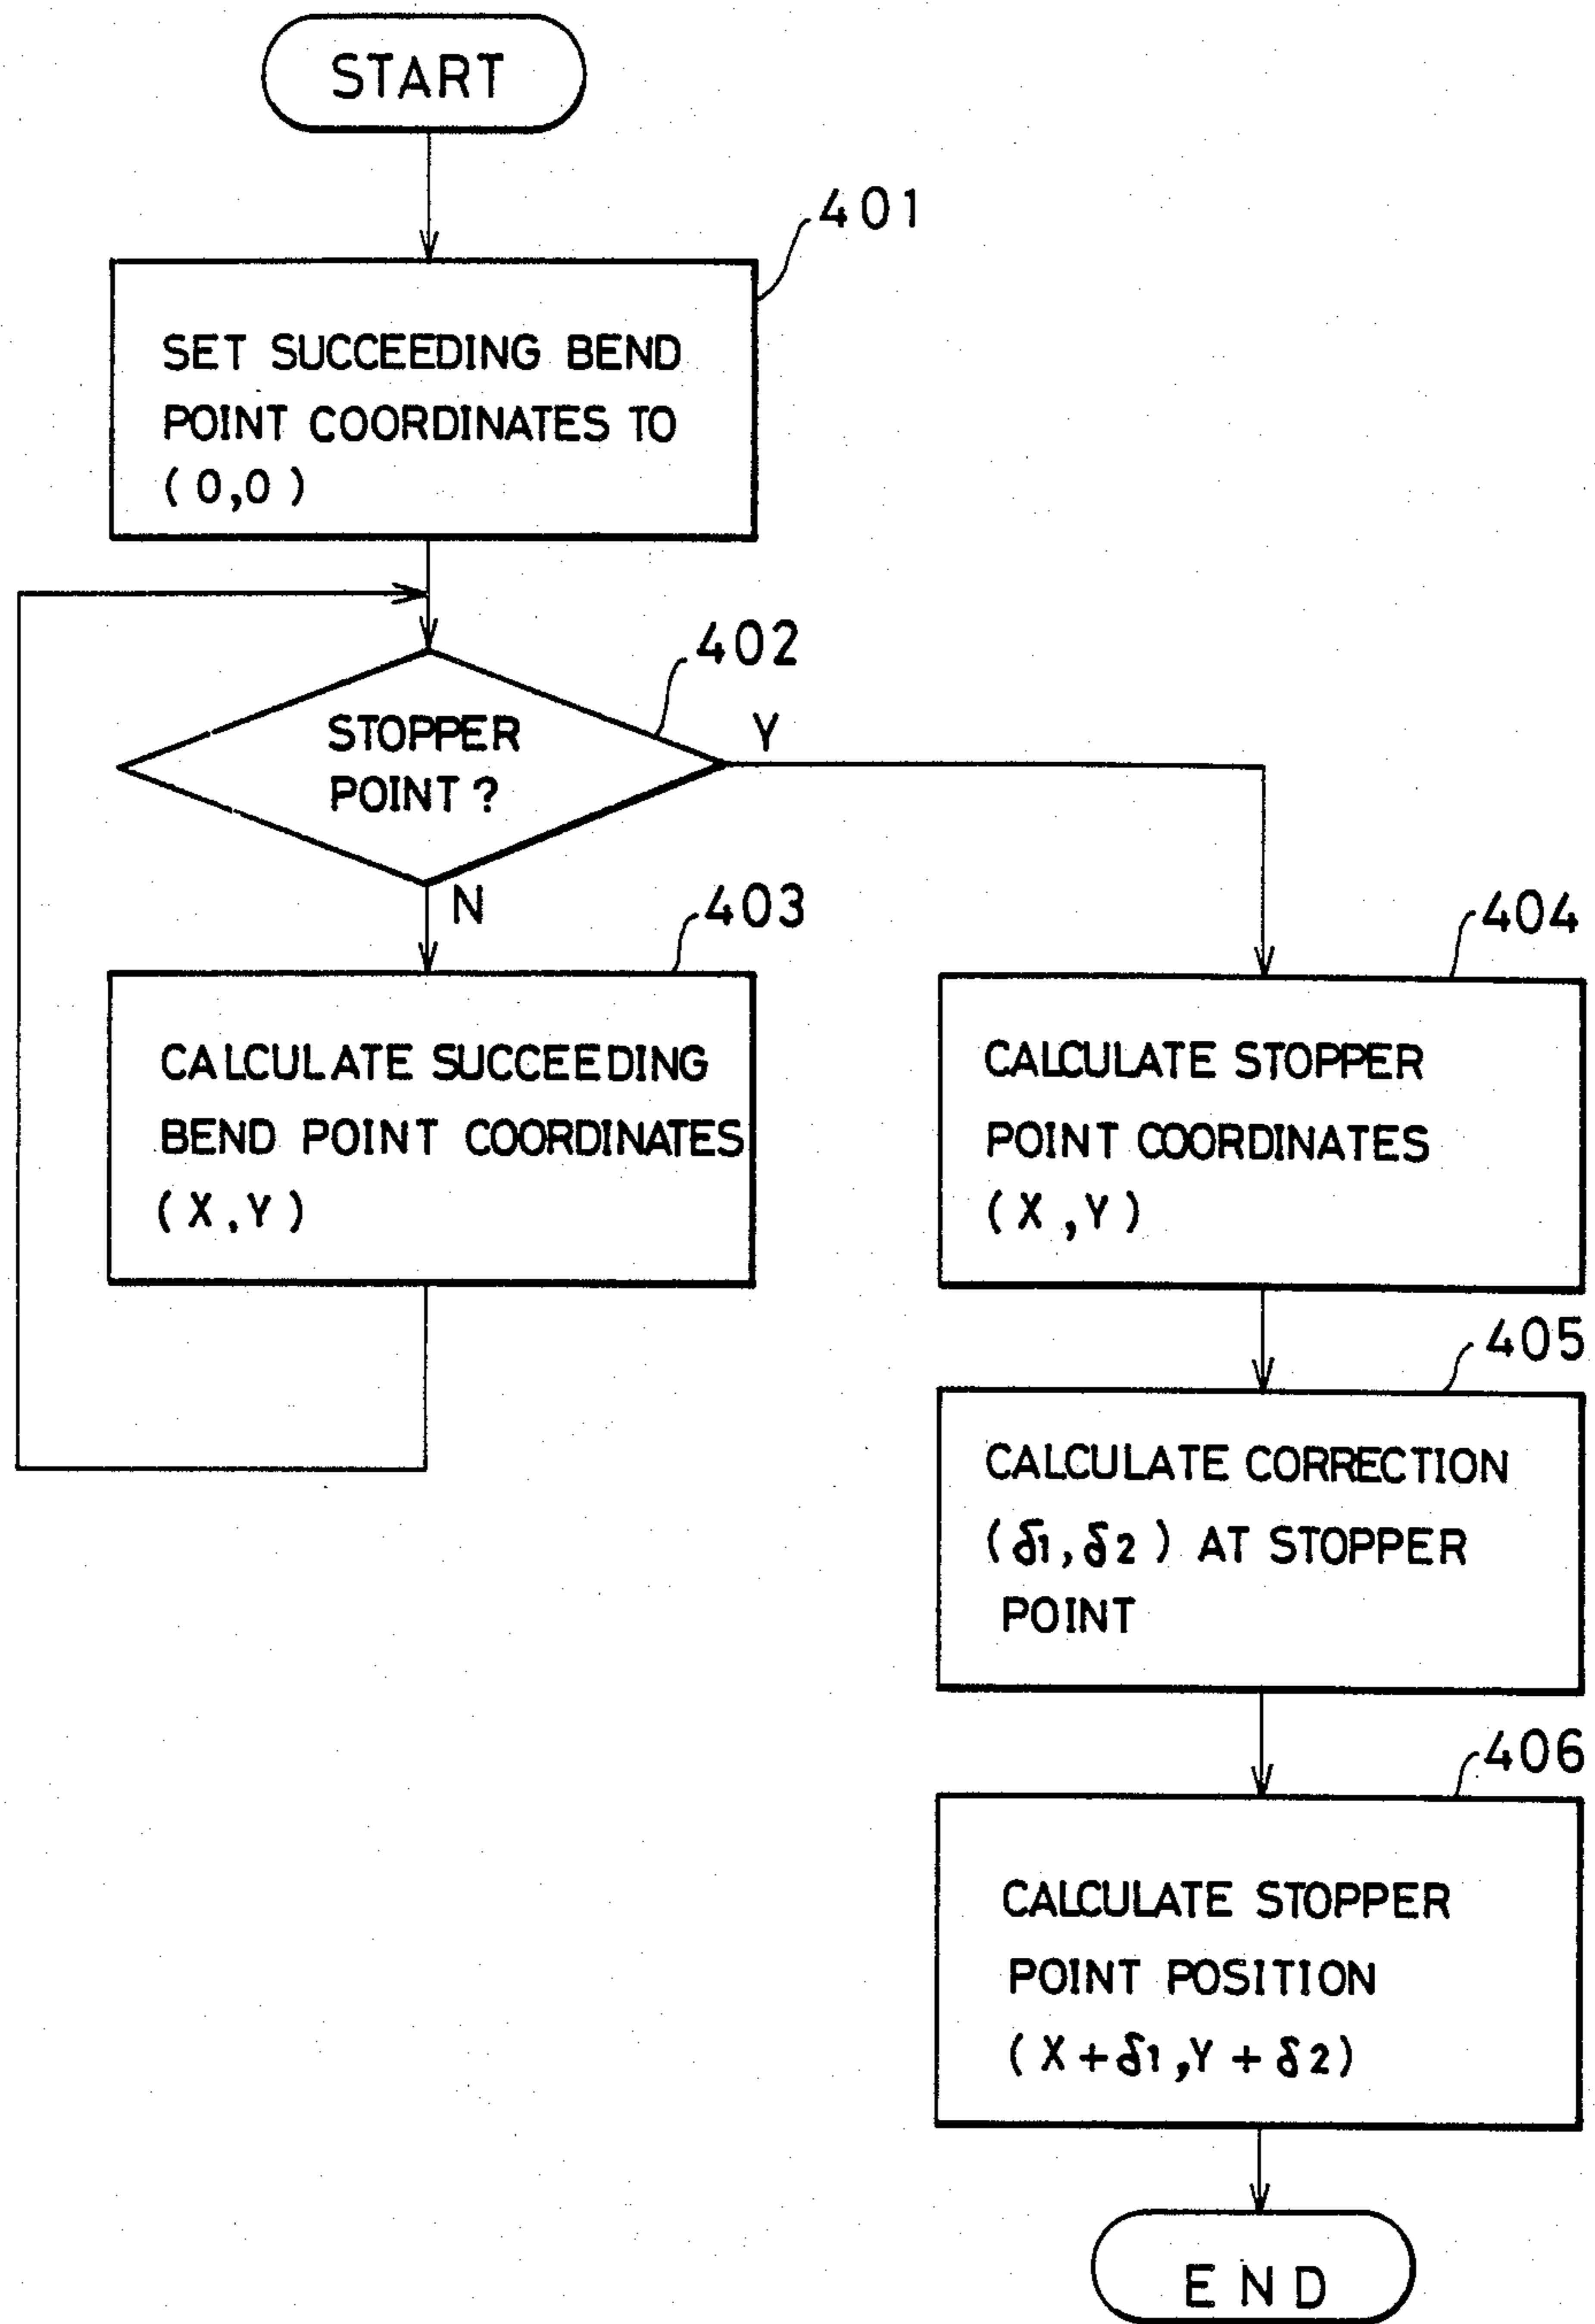 START
401
SET SUCCEEDING BEND
POINT COORDINATES TO
(0,0)
402
STOPPER
POINT?
Y
N
403
CALCULATE SUCCEEDING
BEND POINT COORDINATES
(X,Y)
404
CALCULATE STOPPER
POINT COORDINATES
(X,Y)
405
CALCULATE CORRECTION
(δ1,δ2) AT STOPPER
POINT
406
CALCULATE STOPPER
POINT POSITION
(X+δ1,Y+δ2)
END